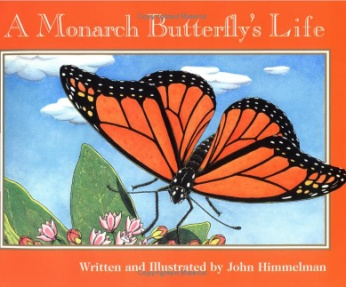 A Monarch Butterfly's Life
Written and Illustrated by John Himmelman